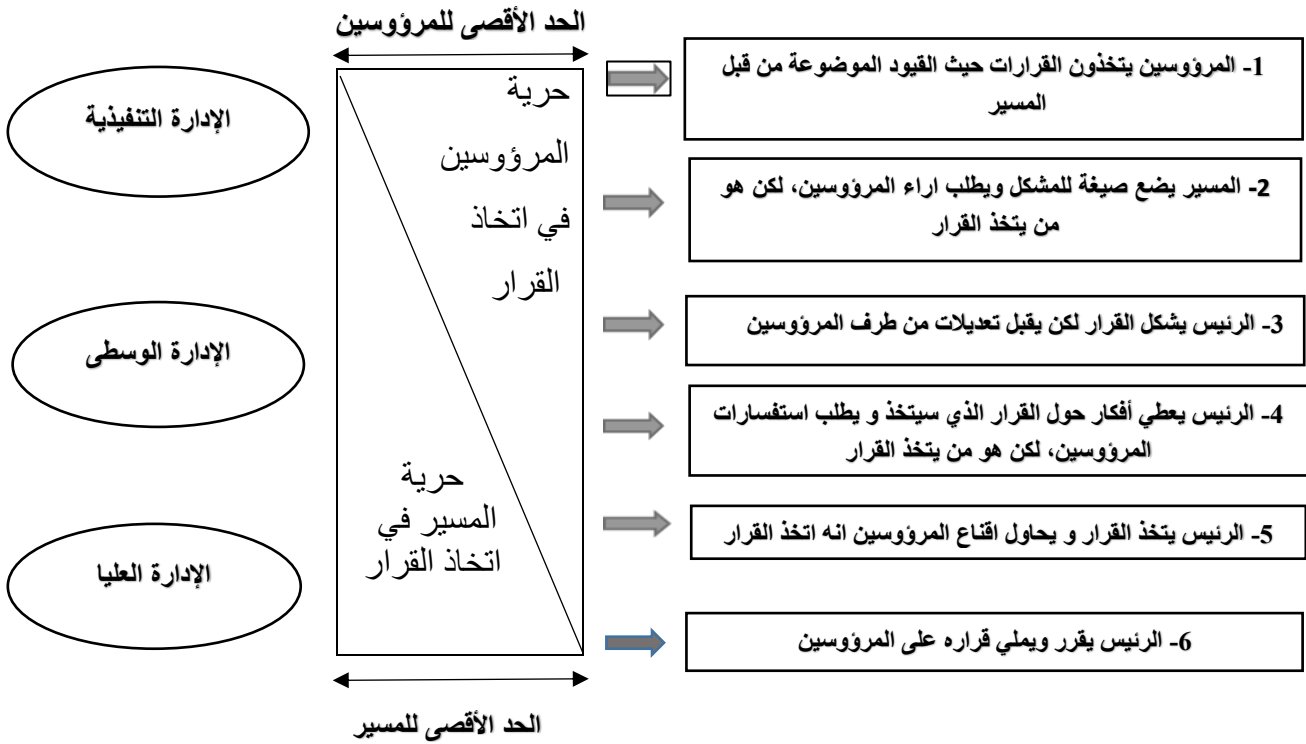 الحد الأقصى للمرؤوسين
1- المرؤوسين يتخذون القرارات حيث القيود الموضوعة من قبل
المسير
حرية
المرؤوسين
في اتخاذ
القرار
الإدارة التنفيذية
2- المسير يضع صيغة للمشكل ويطلب اراء المرؤوسين، لكن هو
من يتخذ القرار
3- الرئيس يشكل القرار لكن يقبل تعديلات من طرف المرؤوسين
الإدارة الوسطى
4- الرئيس يعطي أفكار حول القرار الذي سيتخذ و يطلب استفسارات
المرؤوسين، لكن هو من يتخذ القرار
حرية
المسير في
اتخاذ القرار
5- الرئيس يتخذ القرار و يحاول اقناع المرؤوسين انه اتخذ القرار
الإدارة العليا
6- الرئيس يقرر ويملي قراره على المرؤوسين
الحد الأقصى للمسير